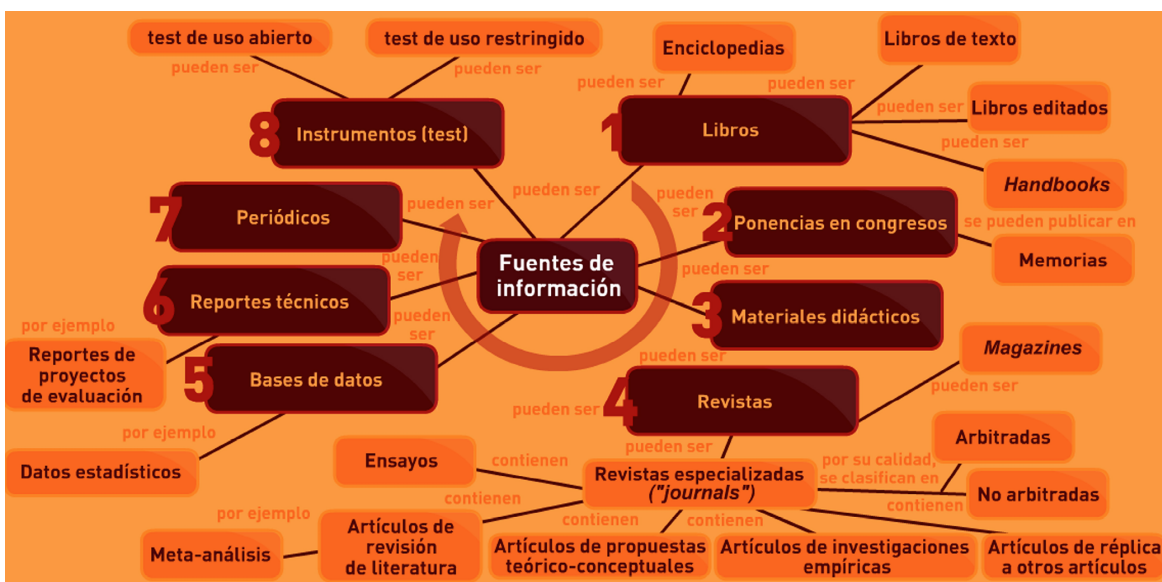 test de uso abierto
test de uso restringido
pueden ser
pueden ser
8
Instrumentos (test)
Enciclopedias
Libros de texto
pueden ser
pueden ser
1
Libros
pueden ser
Libros editados
pueden ser
Handbooks
pueden ser
7
Periódicos
pueden ser
pueden
ser
2
Ponencias en congresos
se pueden publicar en
Memorias
Fuentes de
información
pueden
ser
6
Reportes técnicos
pueden ser
3
Materiales didácticos
pueden
ser
por ejemplo
Reportes de
proyectos
de evaluación
5
Bases de datos
por ejemplo
Datos estadísticos
pueden ser
4
Revistas
pueden ser
Magazines
pueden ser
pueden ser
Revistas especializadas
("journals")
por su calidad,
se clasifican en
Arbitradas
contienen
No arbitradas
Ensayos
contienen
contienen
por ejemplo
Meta-análisis
Artículos de
revisión
de literatura
contienen
Artículos de propuestas
teórico-conceptuales
contienen
Artículos de investigaciones
empíricas
Artículos de réplica
a otros artículos